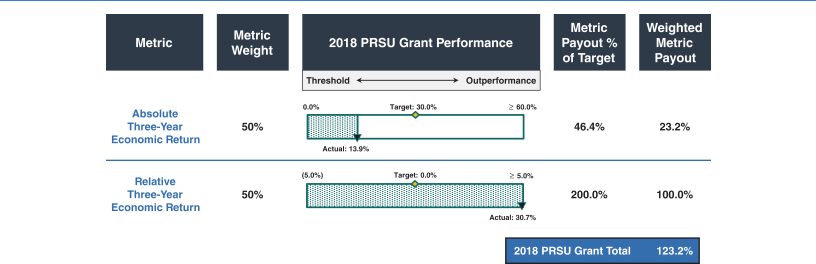 Metric
Metric
Weight
2018 PRSU Grant Performance
Metric
Payout %
of Target
Weighted
Metric
Payout
Threshold
Outperformance
Absolute
Three-Year
Economic Return
50%
0.0%
Target: 30.0%
≥ 60.0%
Actual: 13.9%
46.4%
23.2%
Relative
Three-Year
Economic Return
50%
(5.0%)
Target: 0.0%
≥ 5.0%
Actual: 30.7%
200.0%
100.0%
2018 PRSU Grant Total 123.2%